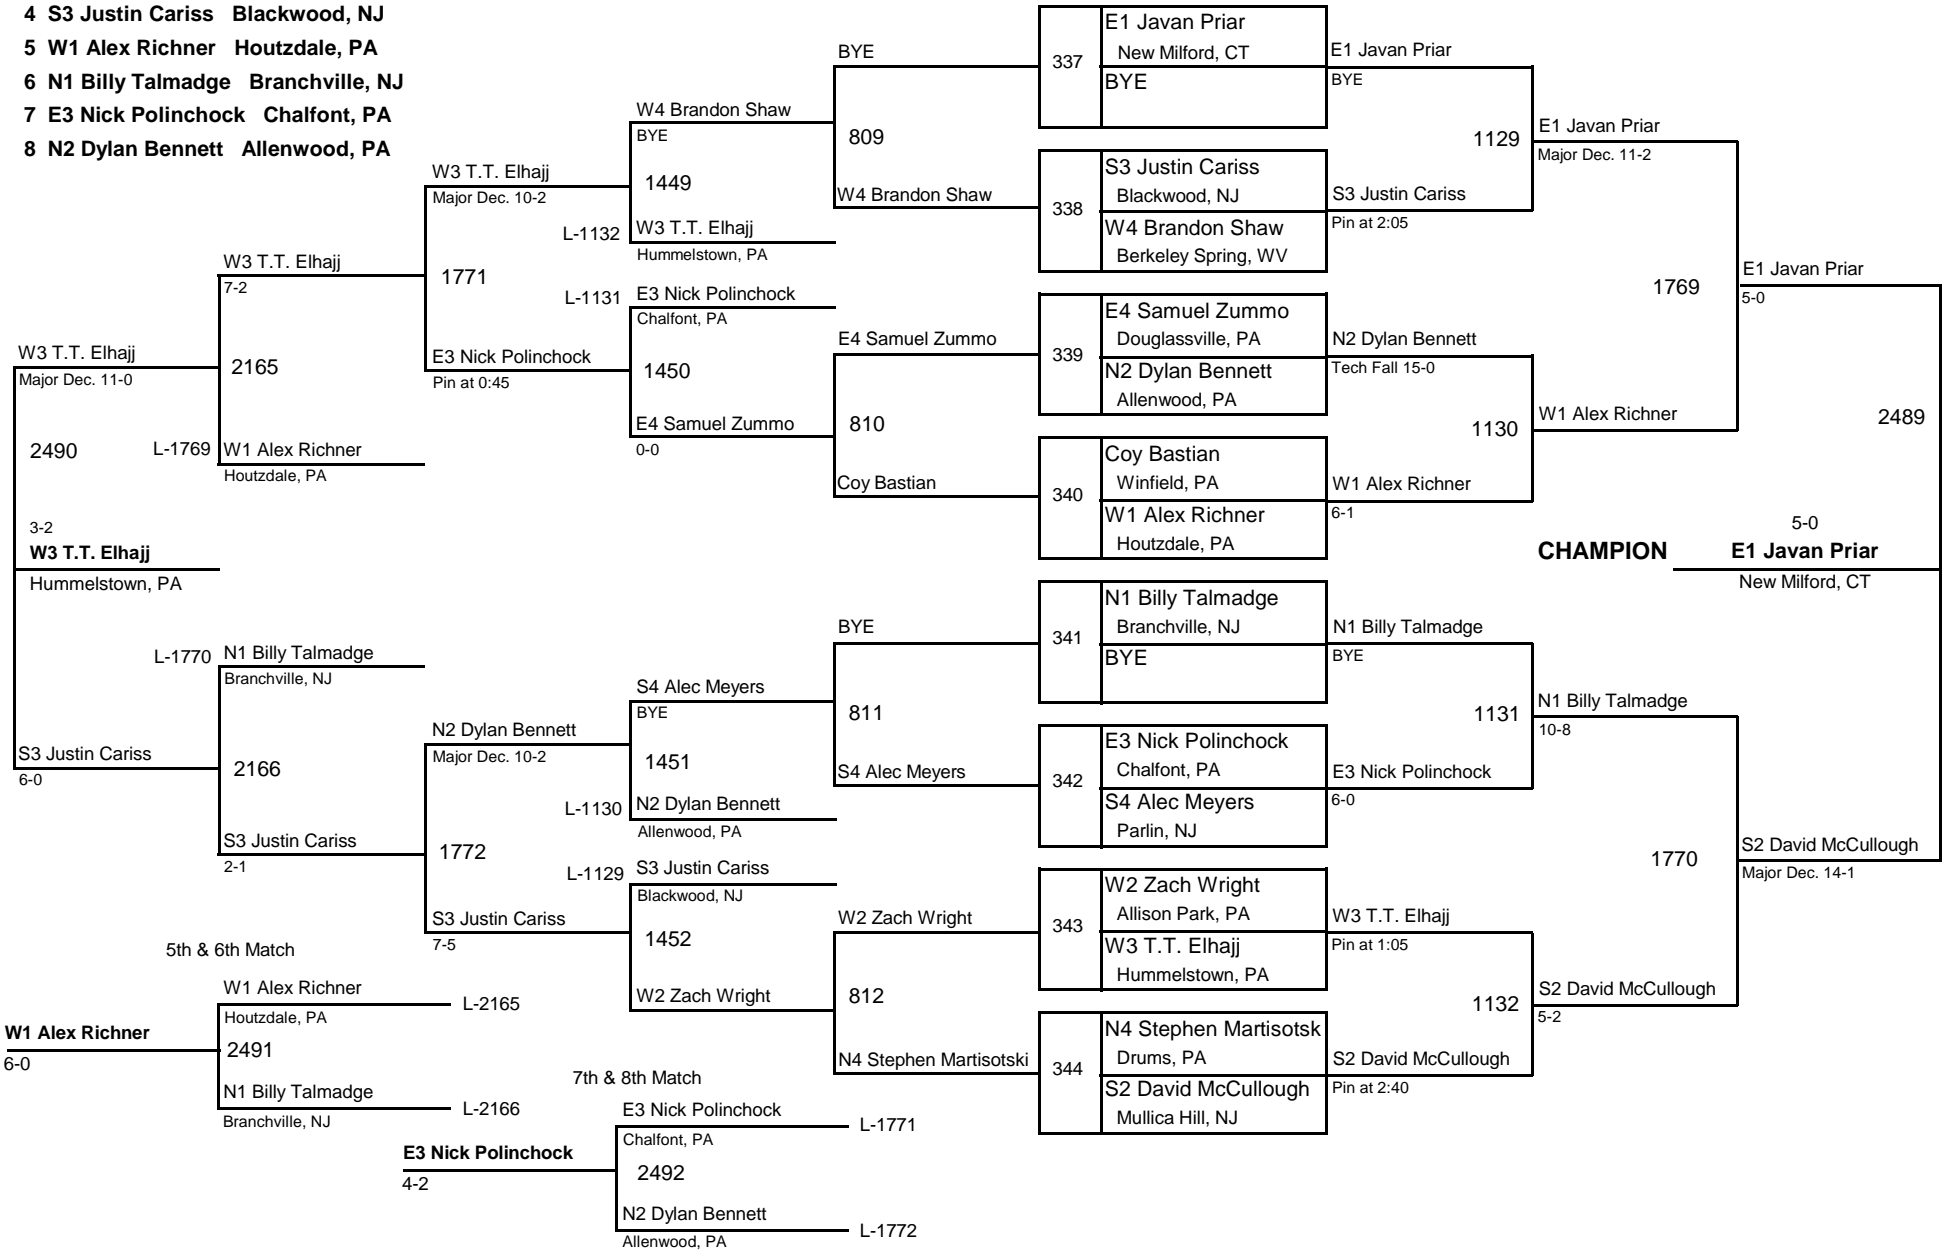 4 S3 Justin Cariss Blackwood, NJ
5 W1 Alex Richner Houtzdale, PA
6 N1 Billy Talmadge Branchville, NJ
7 E3 Nick Polinchock Chalfont, PA
8 N2 Dylan Bennett Allenwood, PA
W3 T.T. Elhajj
Major Dec. 11-0
2490
3-2
W3 T.T. Elhajj
Hummelstown, PA
S3 Justin Cariss
6-0
W3 T.T. Elhajj
7-2
2165
L-1769
W1 Alex Richner
Houtzdale, PA
L-1770
N1 Billy Talmadge
Branchville, NJ
2166
S3 Justin Cariss
2-1
5th & 6th Match
W1 Alex Richner
L-2165
Houtzdale, PA
W1 Alex Richner
6-0
2491
N1 Billy Talmadge
L-2166
Branchville, NJ
W3 T.T. Elhajj
Major Dec. 10-2
1771
E3 Nick Polinchock
Pin at 0:45
N2 Dylan Bennett
Major Dec. 10-2
1772
S3 Justin Cariss
7-5
7th & 8th Match
E3 Nick Polinchock
L-1771
Chalfont, PA
E3 Nick Polinchock
4-2
2492
N2 Dylan Bennett
L-1772
Allenwood, PA
W4 Brandon Shaw
BYE
1449
L-1132
W3 T.T. Elhajj
Hummelstown, PA
L-1131
E3 Nick Polinchock
Chalfont, PA
1450
E4 Samuel Zummo
0-0
S4 Alec Meyers
BYE
1451
L-1130
N2 Dylan Bennett
Allenwood, PA
L-1129
S3 Justin Cariss
Blackwood, NJ
1452
W2 Zach Wright
BYE
809
W4 Brandon Shaw
E4 Samuel Zummo
810
Coy Bastian
BYE
811
S4 Alec Meyers
W2 Zach Wright
812
N4 Stephen Martisotski
337
E1 Javan Priar
New Milford, CT
BYE
338
S3 Justin Cariss
Blackwood, NJ
W4 Brandon Shaw
Berkeley Spring, WV
339
E4 Samuel Zummo
Douglassville, PA
N2 Dylan Bennett
Allenwood, PA
340
Coy Bastian
Winfield, PA
W1 Alex Richner
Houtzdale, PA
341
N1 Billy Talmadge
Branchville, NJ
BYE
342
E3 Nick Polinchock
Chalfont, PA
S4 Alec Meyers
Parlin, NJ
343
W2 Zach Wright
Allison Park, PA
W3 T.T. Elhajj
Hummelstown, PA
344
N4 Stephen Martisotsk
Drums, PA
S2 David McCullough
Mullica Hill, NJ
E1 Javan Priar
BYE
1129
S3 Justin Cariss
Pin at 2:05
N2 Dylan Bennett
Tech Fall 15-0
1130
W1 Alex Richner
6-1
N1 Billy Talmadge
BYE
1131
E3 Nick Polinchock
6-0
W3 T.T. Elhajj
Pin at 1:05
1132
S2 David McCullough
Pin at 2:40
E1 Javan Priar
Major Dec. 11-2
1769
W1 Alex Richner
N1 Billy Talmadge
10-8
1770
S2 David McCullough
5-2
E1 Javan Priar
5-0
2489
5-0
CHAMPION E1 Javan Priar
New Milford, CT
S2 David McCullough
Major Dec. 14-1